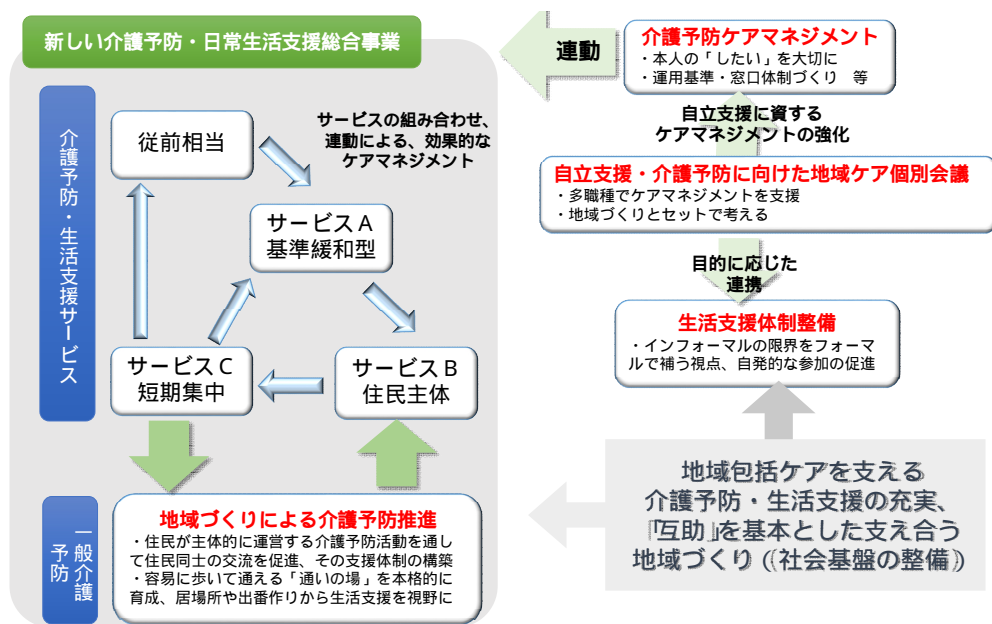 新しい介護予防・日常生活支援総合事業
介護予防・生活支援サービス
従前相当
サービスの組み合わせ、
連動による、効果的な
ケアマネジメント
サービスA
基準緩和型
サービスC
短期集中
サービスB
住民主体
一般介護
予防
地域づくりによる介護予防推進
・住民が主体的に運営する介護予防活動を通し
て住民同士の交流を促進、その支援体制の構築
・容易に歩いて通える「通いの場」を本格的に
育成、居場所や出番作りから生活支援を視野に
連動
介護予防ケアマネジメント
・本人の「したい」を大切に
・運用基準・窓口体制づくり 等
自立支援に資する
ケアマネジメントの強化
自立支援・介護予防に向けた地域ケア個別会議
・多職種でケアマネジメントを支援
・地域づくりとセットで考える
目的に応じた
連携
生活支援体制整備
・インフォーマルの限界をフォーマ
ルで補う視点、自発的な参加の促進
地域包括ケアを支える
介護予防・生活支援の充実、
「互助」を基本とした支え合う
地域づくり((社会基盤の整備)